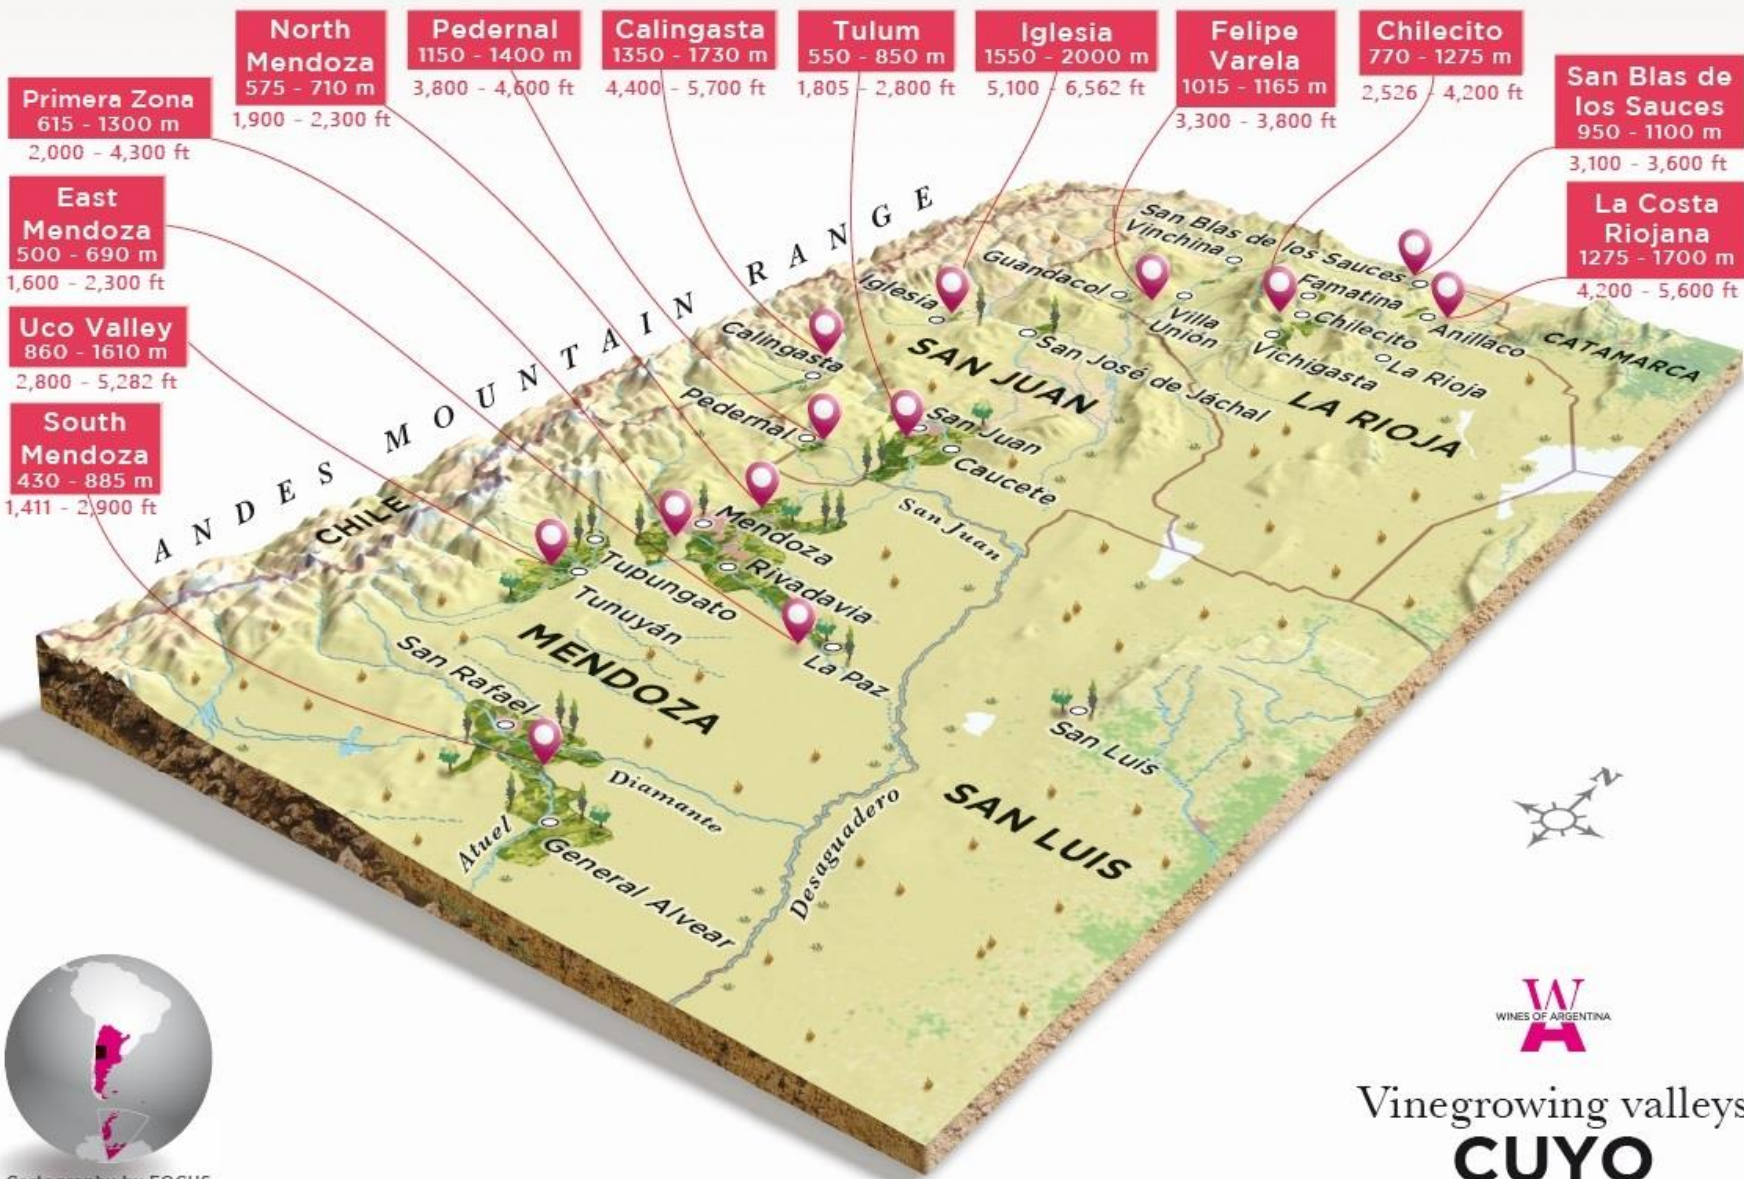 North
Mendoza
575 - 710 m
1,900 - 2,300 ft
Pedernal
1150 - 1400 m
3,800 - 4,600 ft
Calingasta
1350 - 1730 m
4,400 - 5,700 ft
Tulum
550 - 850 m
1,805 - 2,800 ft
Iglesia
1550 - 2000 m
5,100 - 6,562 ft
Felipe
Varela
1015 - 1165 m
3,300 - 3,800 ft
Chilecito
770 - 1275 m
2,526 - 4,200 ft
San Blas de
los Sauces
950 - 1100 m
3,100 - 3,600 ft
La Costa
Riojana
1275 - 1700 m
4,200 - 5,600 ft
Primera Zona
615 - 1300 m
2,000 - 4,300 ft
East
Mendoza
500 - 690 m
1,600 - 2,300 ft
Uco Valley
860 - 1610 m
2,800 - 5,282 ft
South
Mendoza
430 - 885 m
1,411 - 2,900 ft
ANDES MOUNTAIN RANGE
CHILE
San Blas de los Sauces
Vinchina
Guandacol
Iglesia
Villa
Unión
Famatina
Chilecito
Anillaco
Vichigasta
La Rioja
CATAMARCA
Calingasta
SAN JUAN
San José de Jáchal
LA RIOJA
Pedernal
San Juan
Caucete
San Juan
Mendoza
Rivadavia
Tupungato
Tunuyán
La Paz
MENDOZA
San Rafael
Diamante
Atuel
General Alvear
Desaguadero
San Luis
SAN LUIS
N
WA
WINES OF ARGENTINA
Vinegrowing valleys
CUYO
Cartography by FOCUS